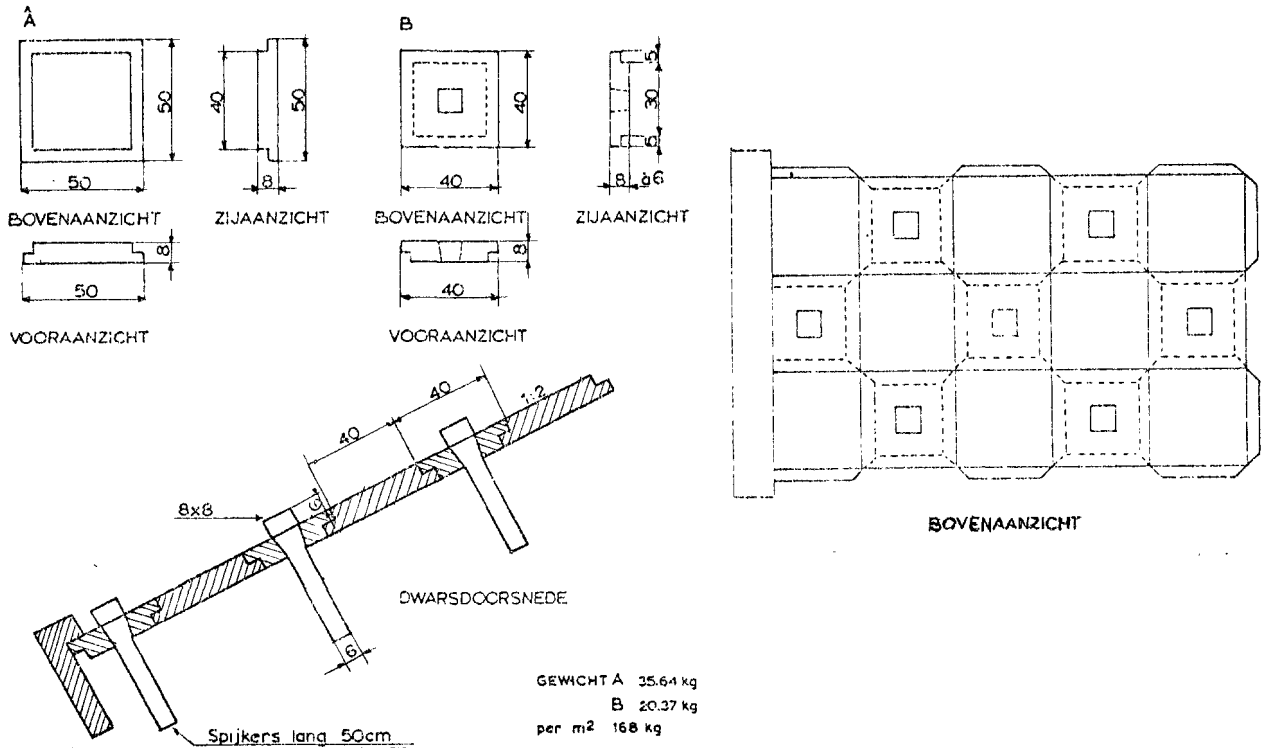 A
B
50
50
BOVENAANZICHT
40
50
8
ZIJAANZICHT
40
40
BOVENAANZICHT
5
30
5
8 à 6
ZIJAANZICHT
8
50
VOORAANZICHT
8
40
VOORAANZICHT
40
40
1:2
8x8
6
DWARSDOORSNEDE
6
Spijkers lang 50cm
GEWICHT A 35.64 kg
B 20.37 kg
per m² 168 kg
BOVENAANZICHT